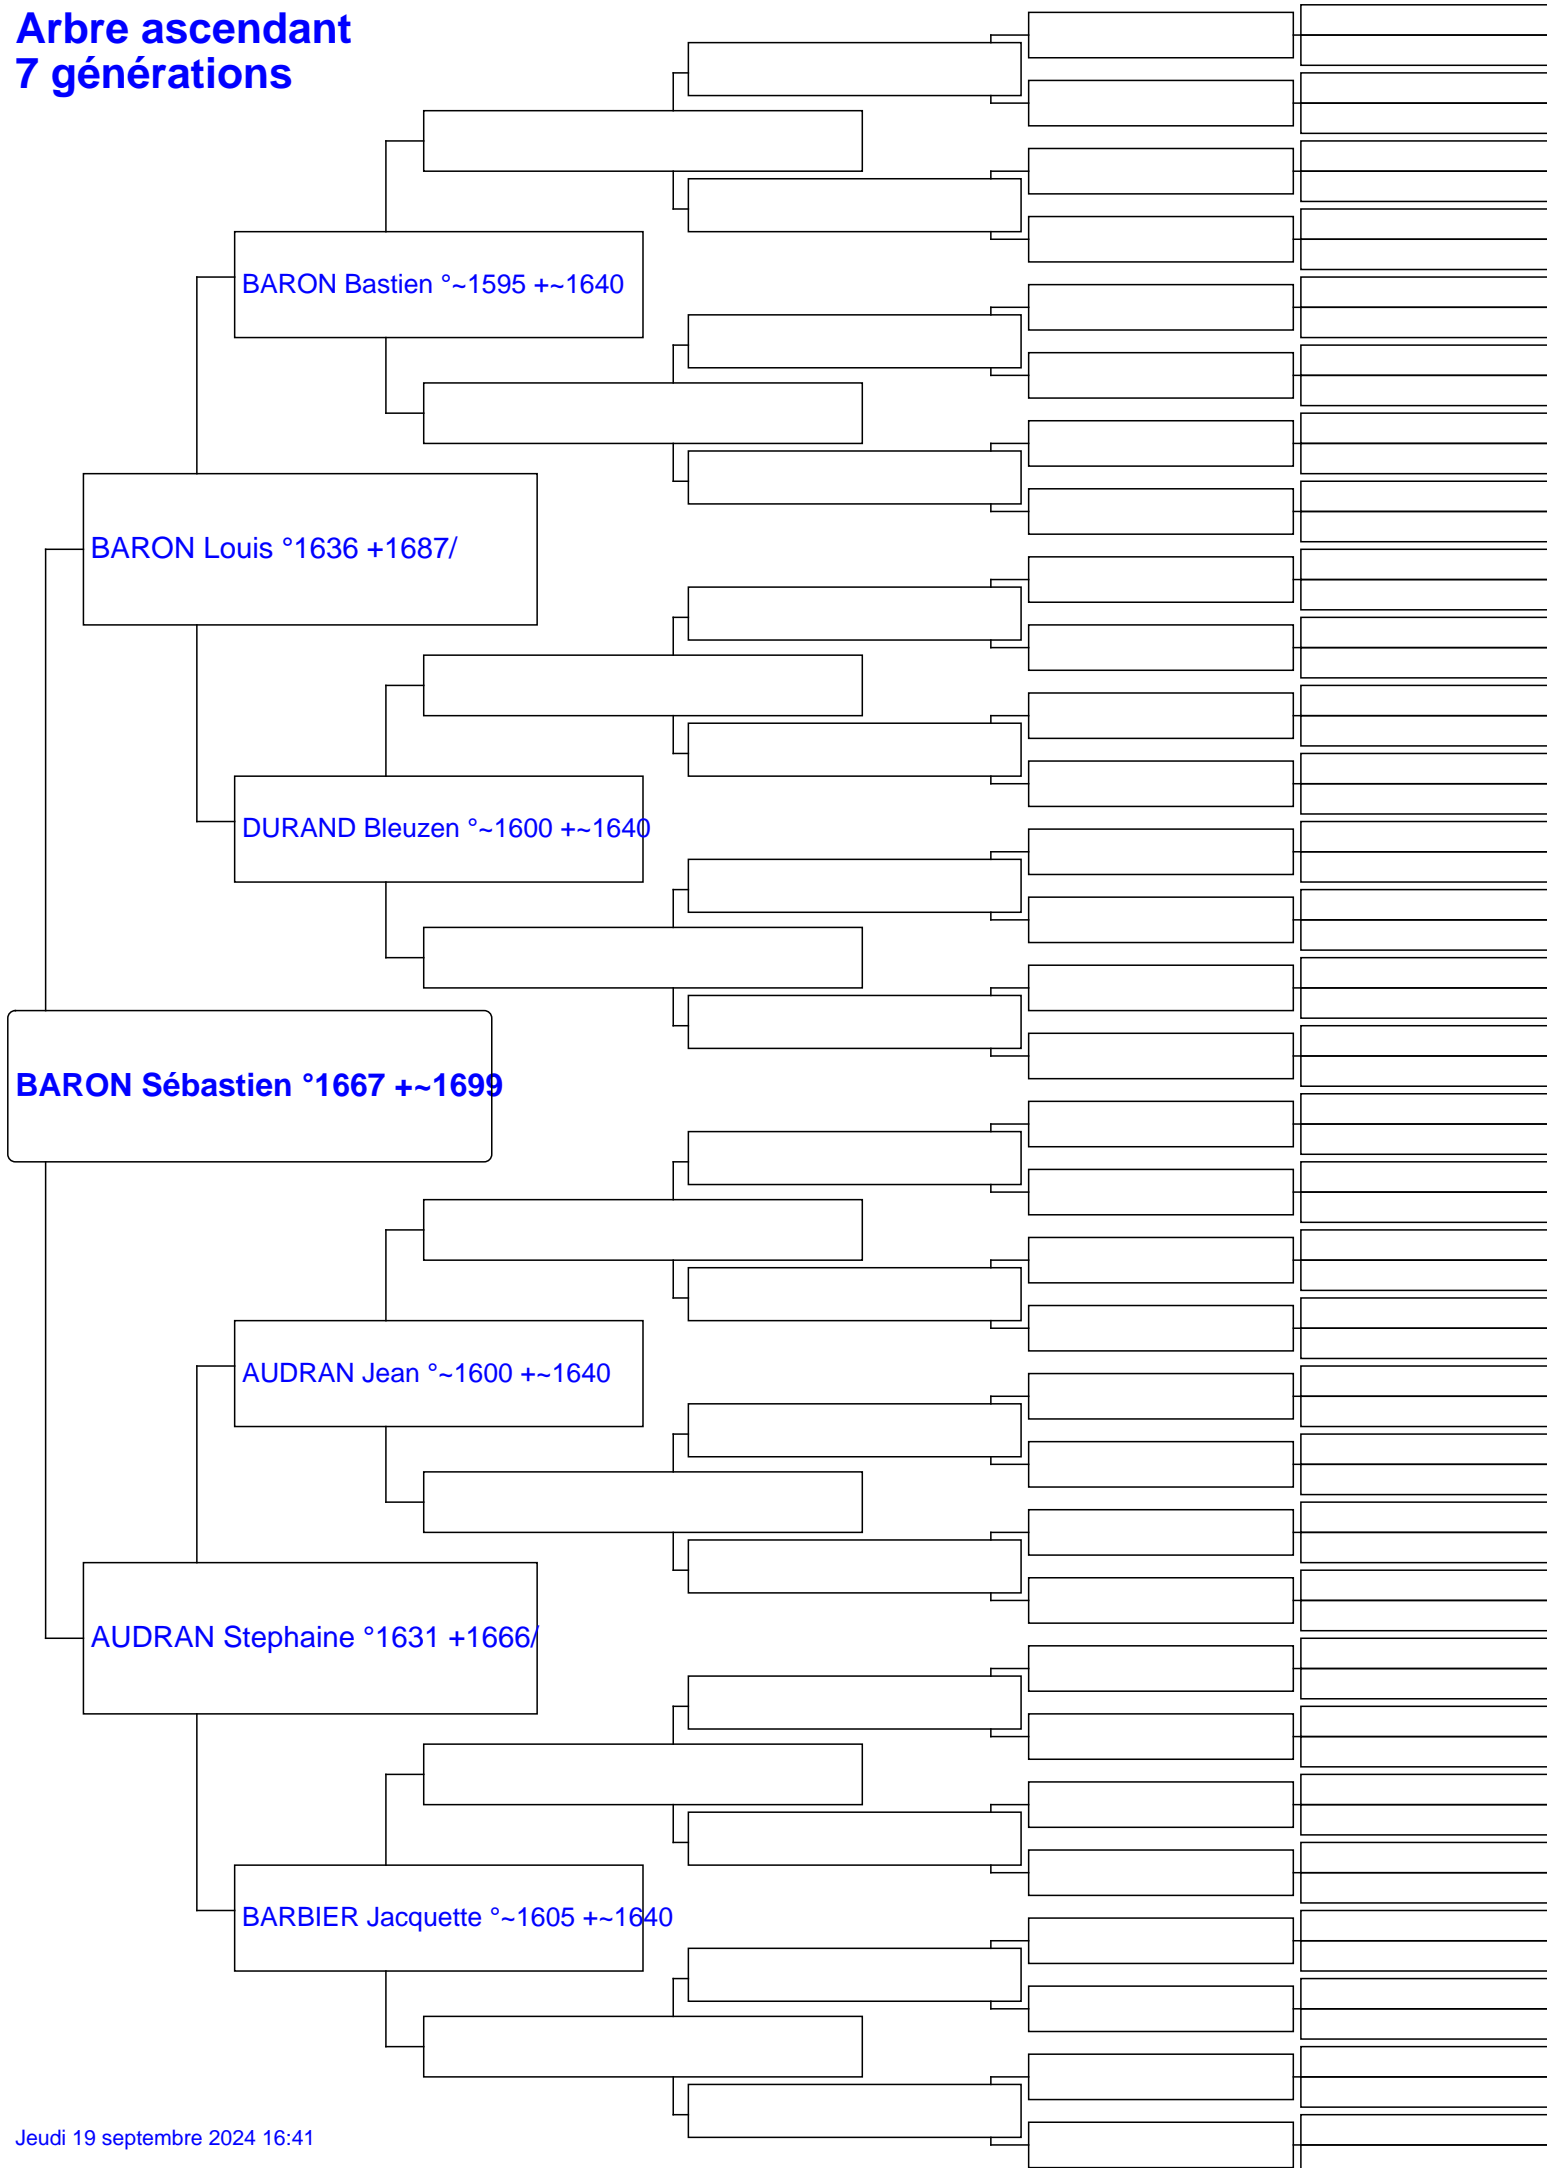 Arbre ascendant
7 générations
BARON Bastien °~1595 +~1640
BARON Louis °1636 +1687/
DURAND Bleuzen °~1600 +~1640
BARON Sébastien °1667 +~1699
AUDRAN Jean °~1600 +~1640
AUDRAN Stephaine °1631 +1666/
BARBIER Jacquette °~1605 +~1640
Jeudi 19 septembre 2024 16:41